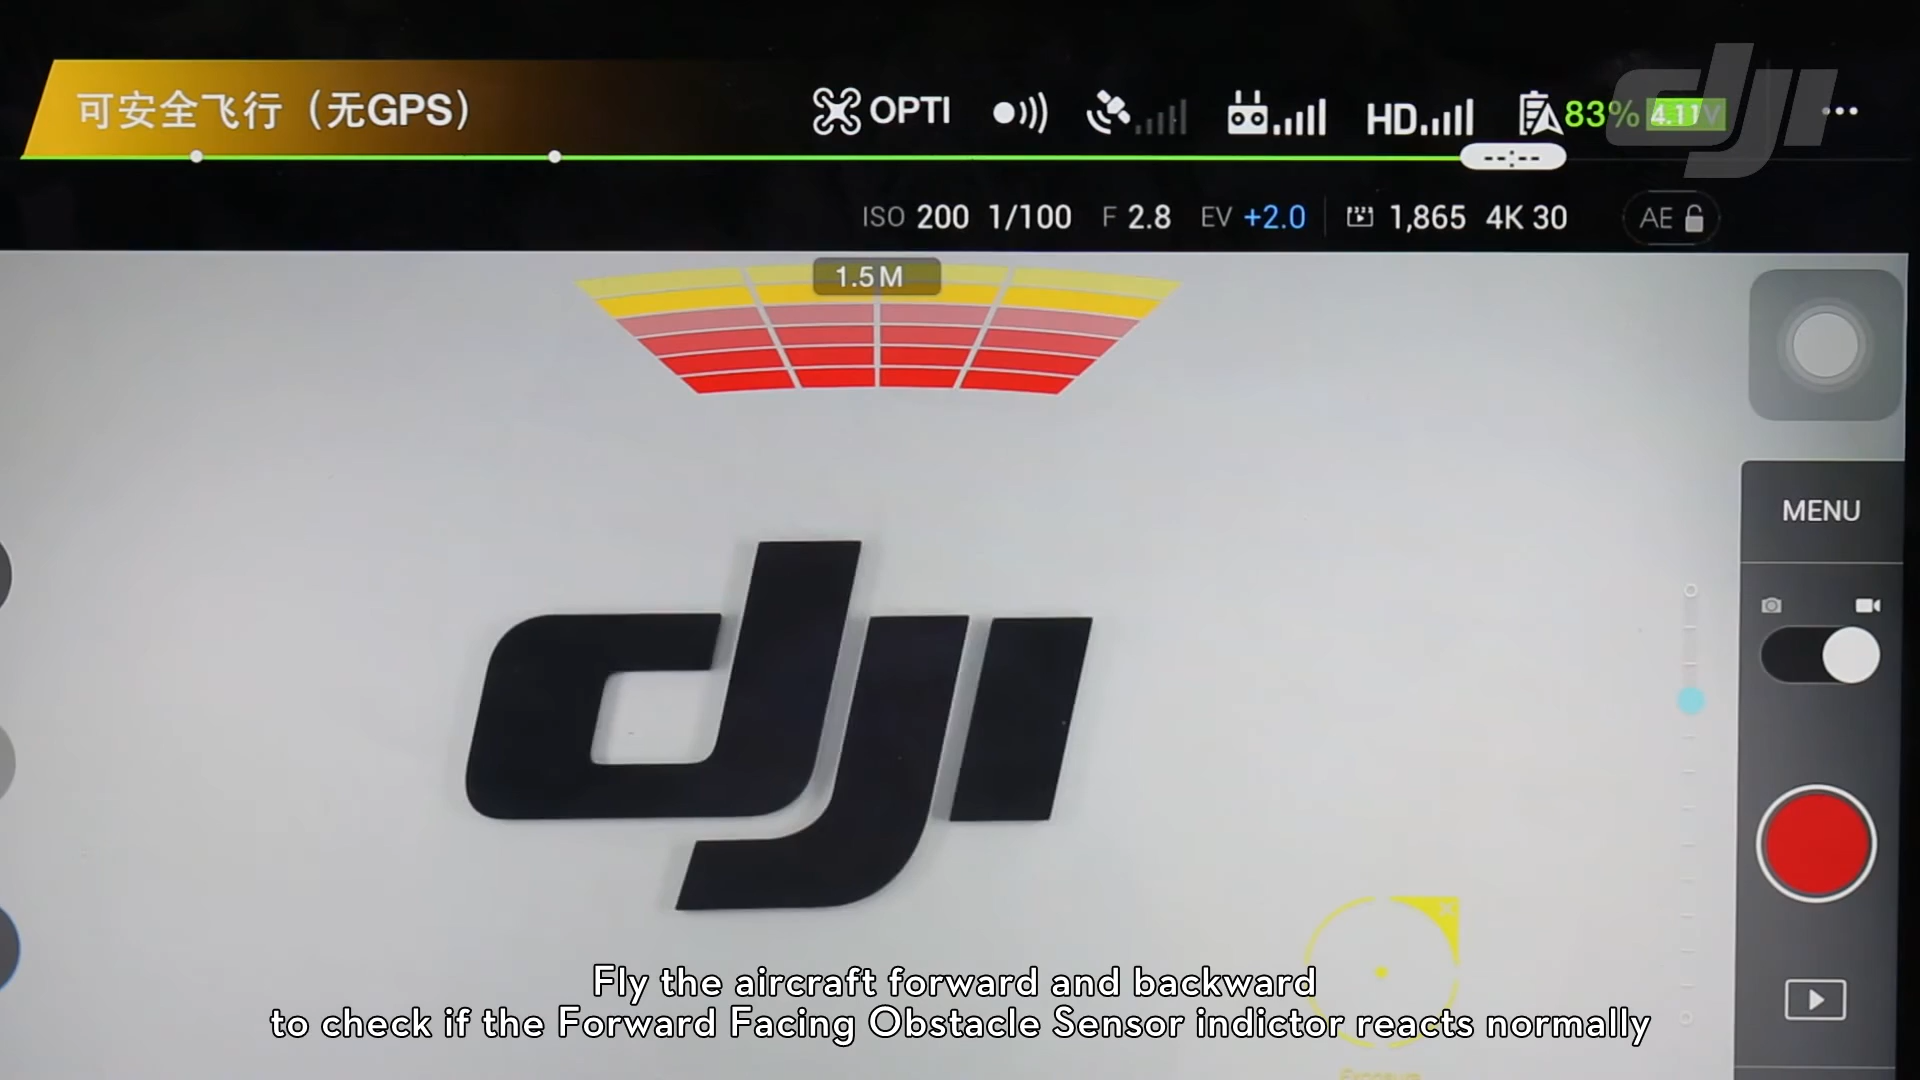 可安全飞行（无GPS）
OPTI
HD
83%
4.11V
dji
--:--
ISO 200 1/100 F 2.8 EV +2.0 1,865 4K 30 AE
1.5 M
MENU
dji
Fly the aircraft forward and backward
to check if the Forward Facing Obstacle Sensor indictor reacts normally
Exposure